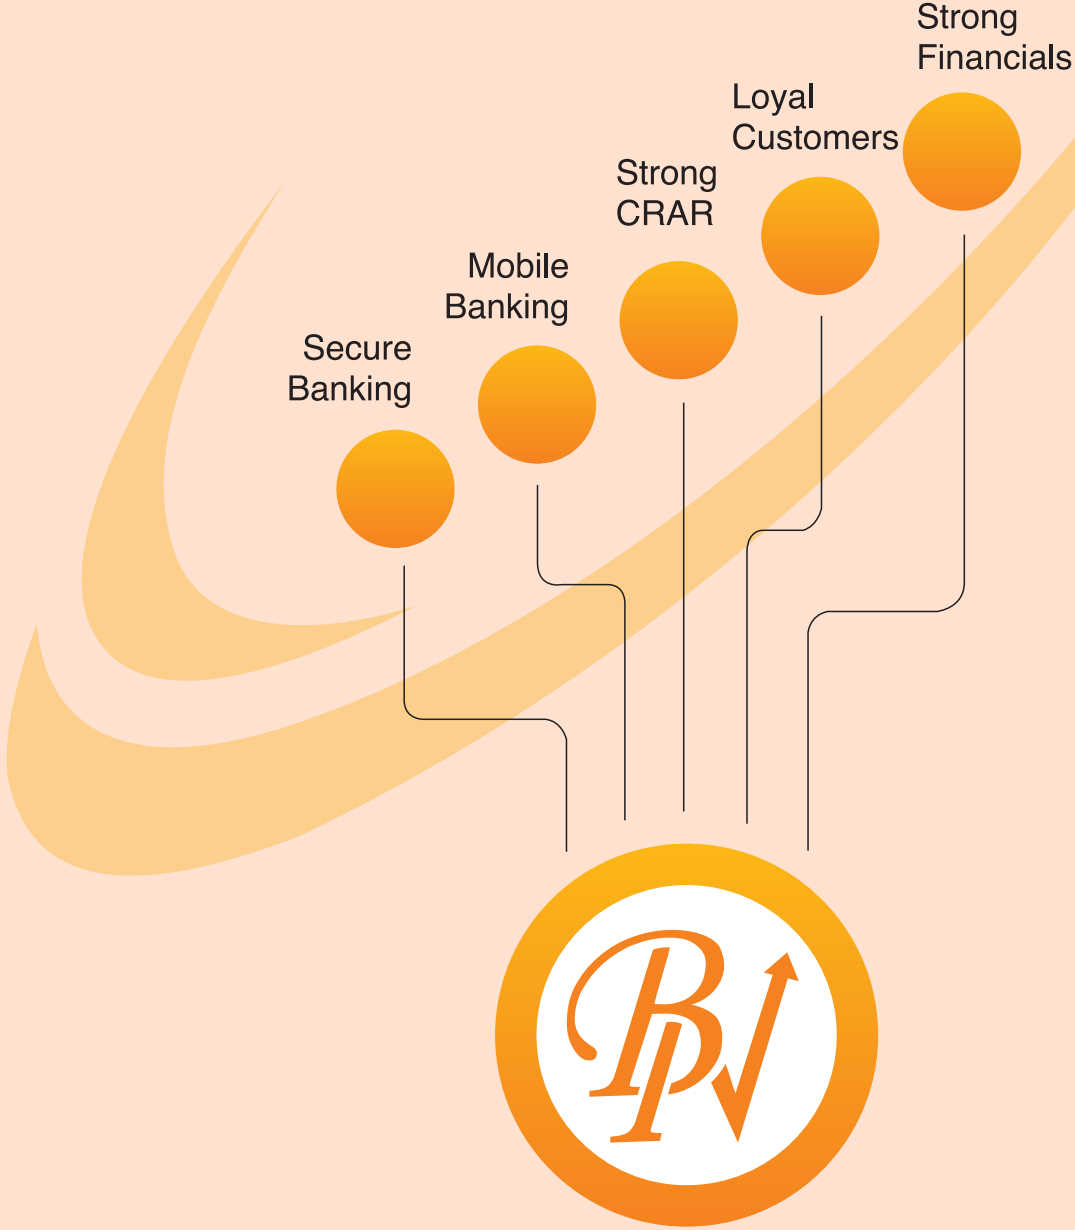 Strong
Financials
Loyal
Customers
Strong
CRAR
Mobile
Banking
Secure
Banking